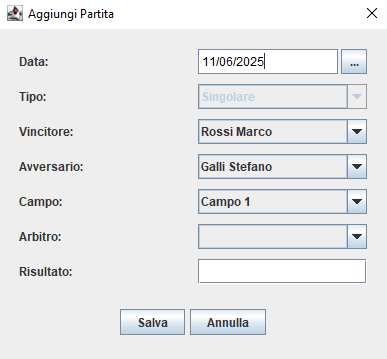 Aggiungi Partita
Data: 11/06/2025 ...
Tipo: Singolare
Vincitore: Rossi Marco
Avversario: Galli Stefano
Campo: Campo 1
Arbitro:
Risultato:
Salva Annulla